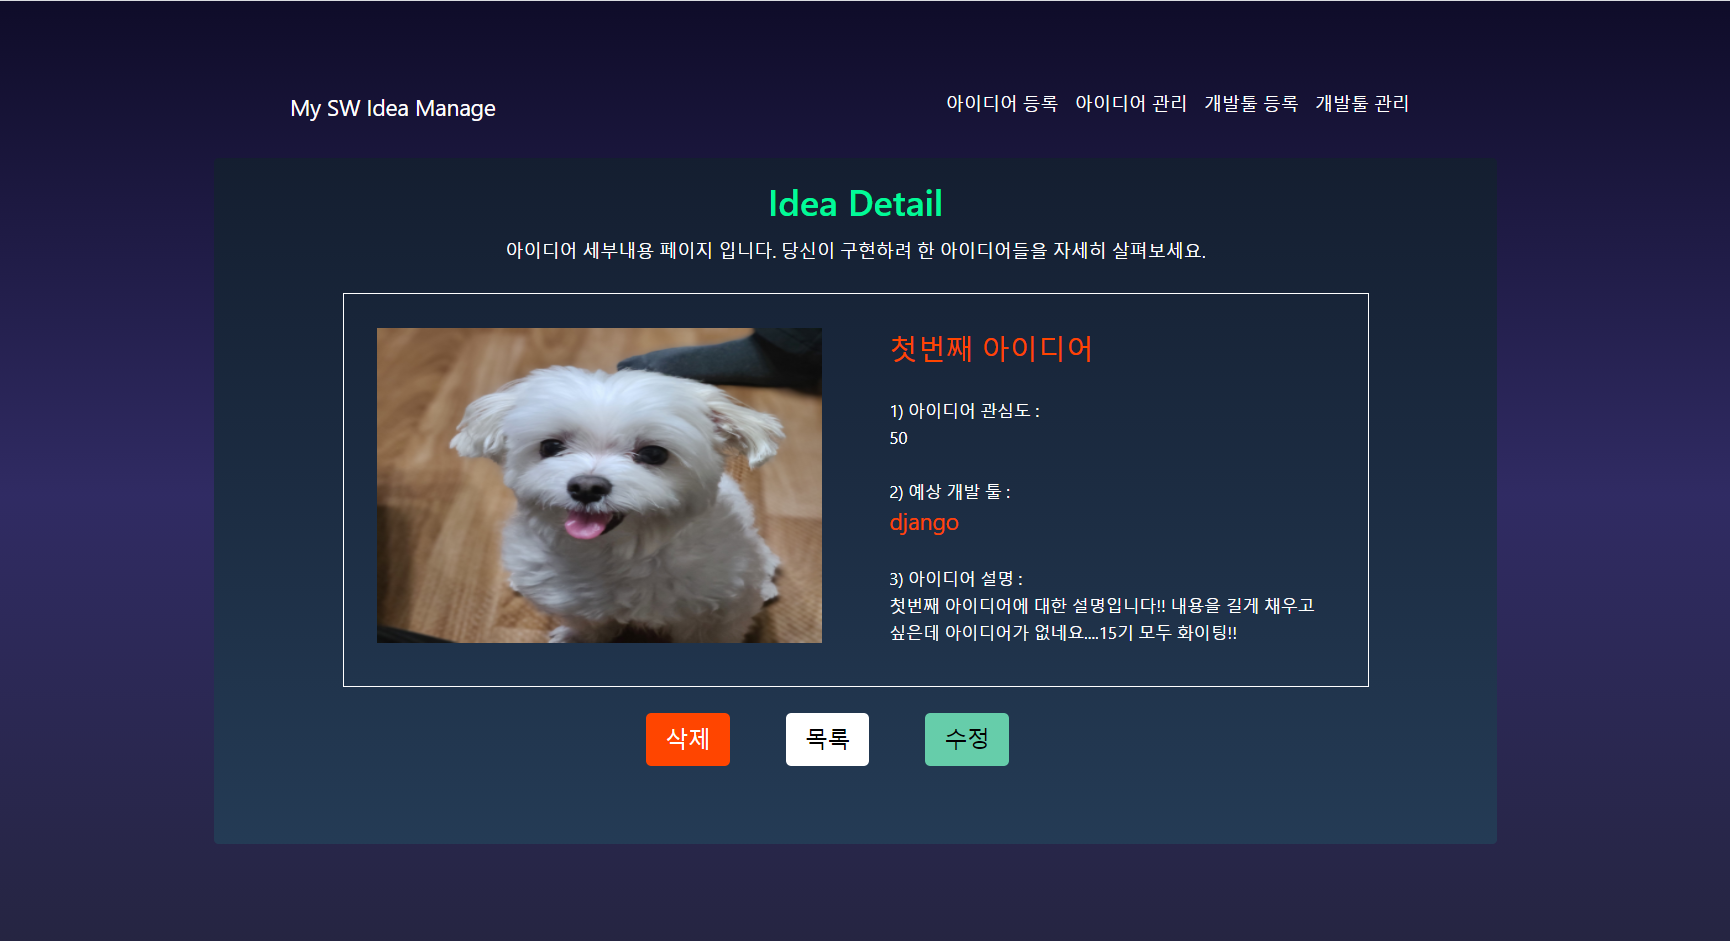 My SW Idea Manage
아이디어 등록 아이디어 관리 개발툴 등록 개발툴 관리
Idea Detail
아이디어 세부내용 페이지 입니다. 당신이 구현하려 한 아이디어들을 자세히 살펴보세요.
첫번째 아이디어
1) 아이디어 관심도 :
50
2) 예상 개발 툴 :
django
3) 아이디어 설명 :
첫번째 아이디어에 대한 설명입니다!! 내용을 길게 채우고
싶은데 아이디어가 없네요....15기 모두 화이팅!!
삭제 목록 수정